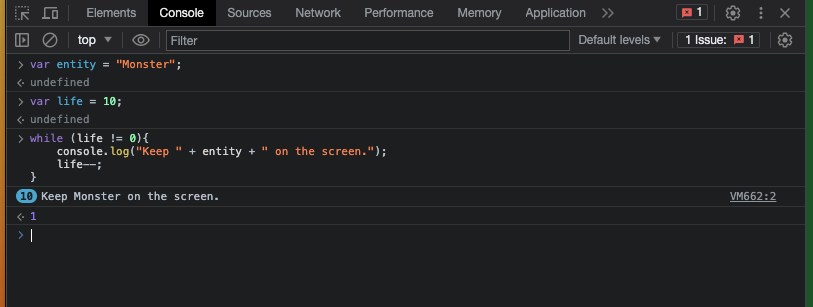 Elements Console Sources Network Performance Memory Application 1
top Filter Default levels 1 Issue: 1
var entity = "Monster";
undefined
var life = 10;
undefined
while (life != 0){
console.log("Keep " + entity + " on the screen.");
life--;
}
10 Keep Monster on the screen. VM662:2
1